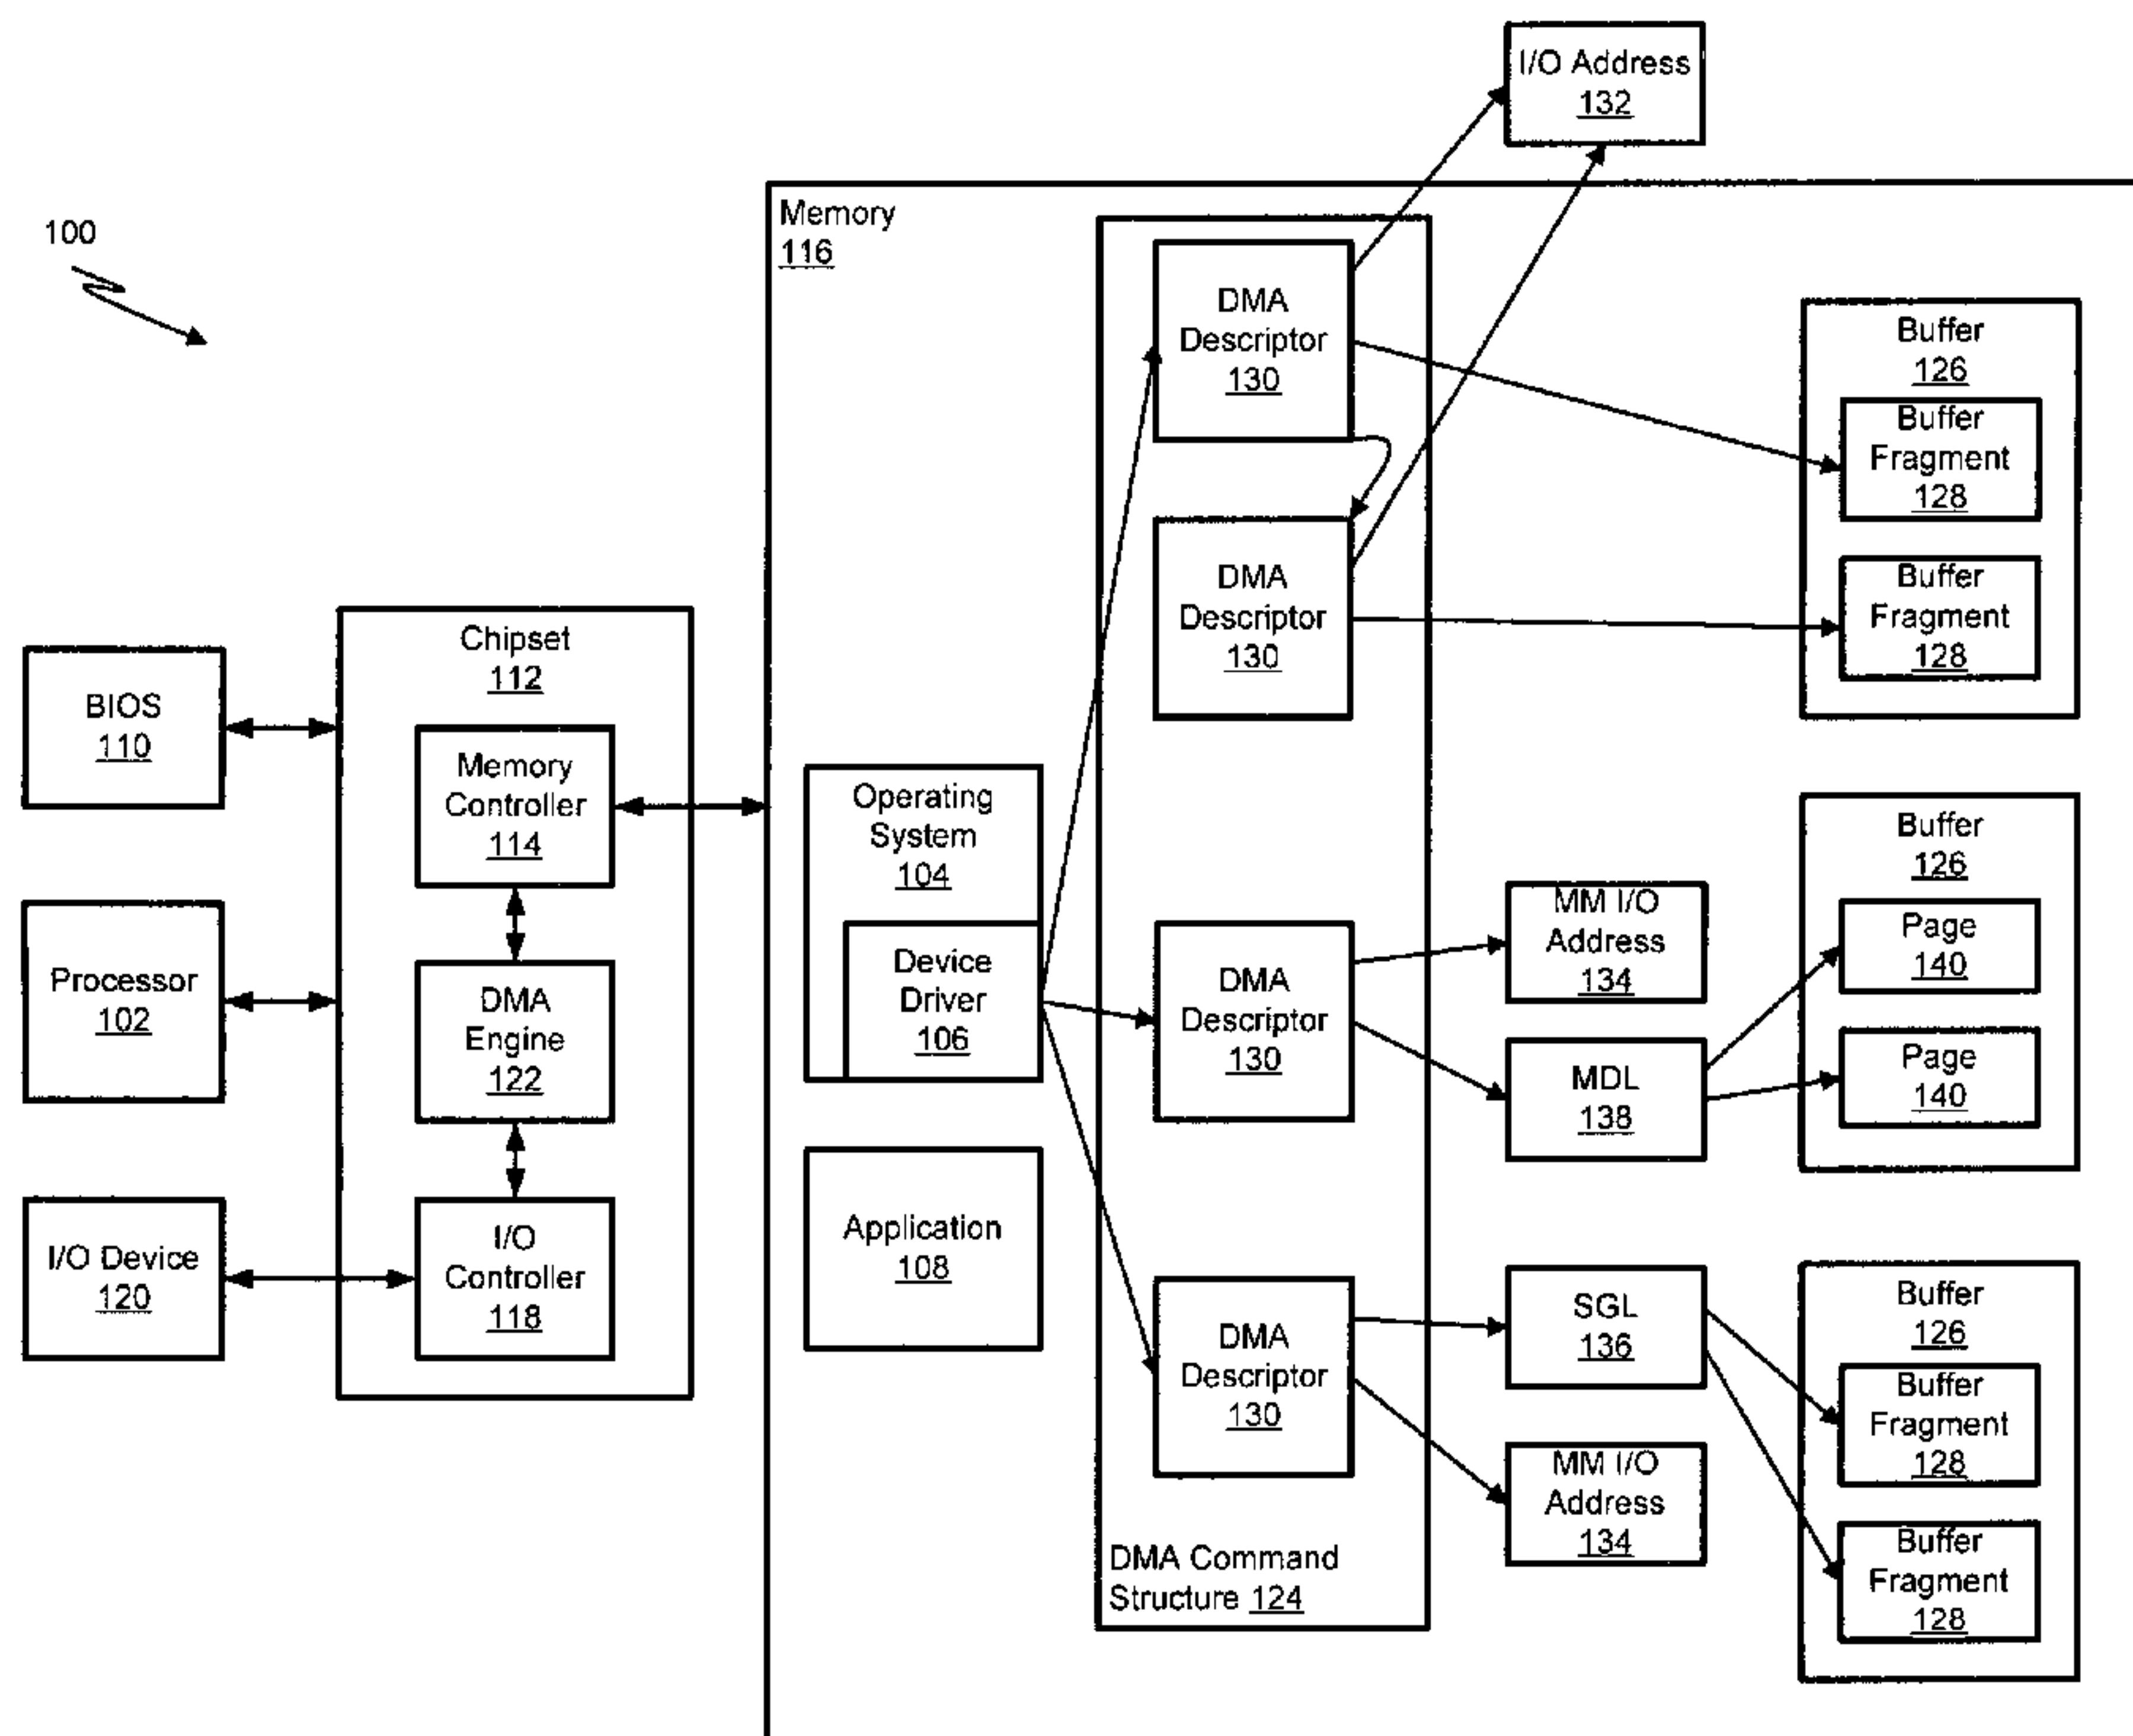 I/O Address
132
Memory
116
100
DMA
Descriptor
130
Buffer
126
Buffer
Fragment
128
DMA
Descriptor
130
Buffer
Fragment
128
Chipset
112
BIOS
110
Memory
Controller
114
Operating
System
104
Buffer
126
MM I/O
Address
134
Page
140
Processor
102
DMA
Engine
122
Device
Driver
106
DMA
Descriptor
130
MDL
138
Page
140
I/O Device
120
I/O
Controller
118
Application
108
DMA
Descriptor
130
SGL
136
Buffer
126
Buffer
Fragment
128
MM I/O
Address
134
Buffer
Fragment
128
DMA Command
Structure 124